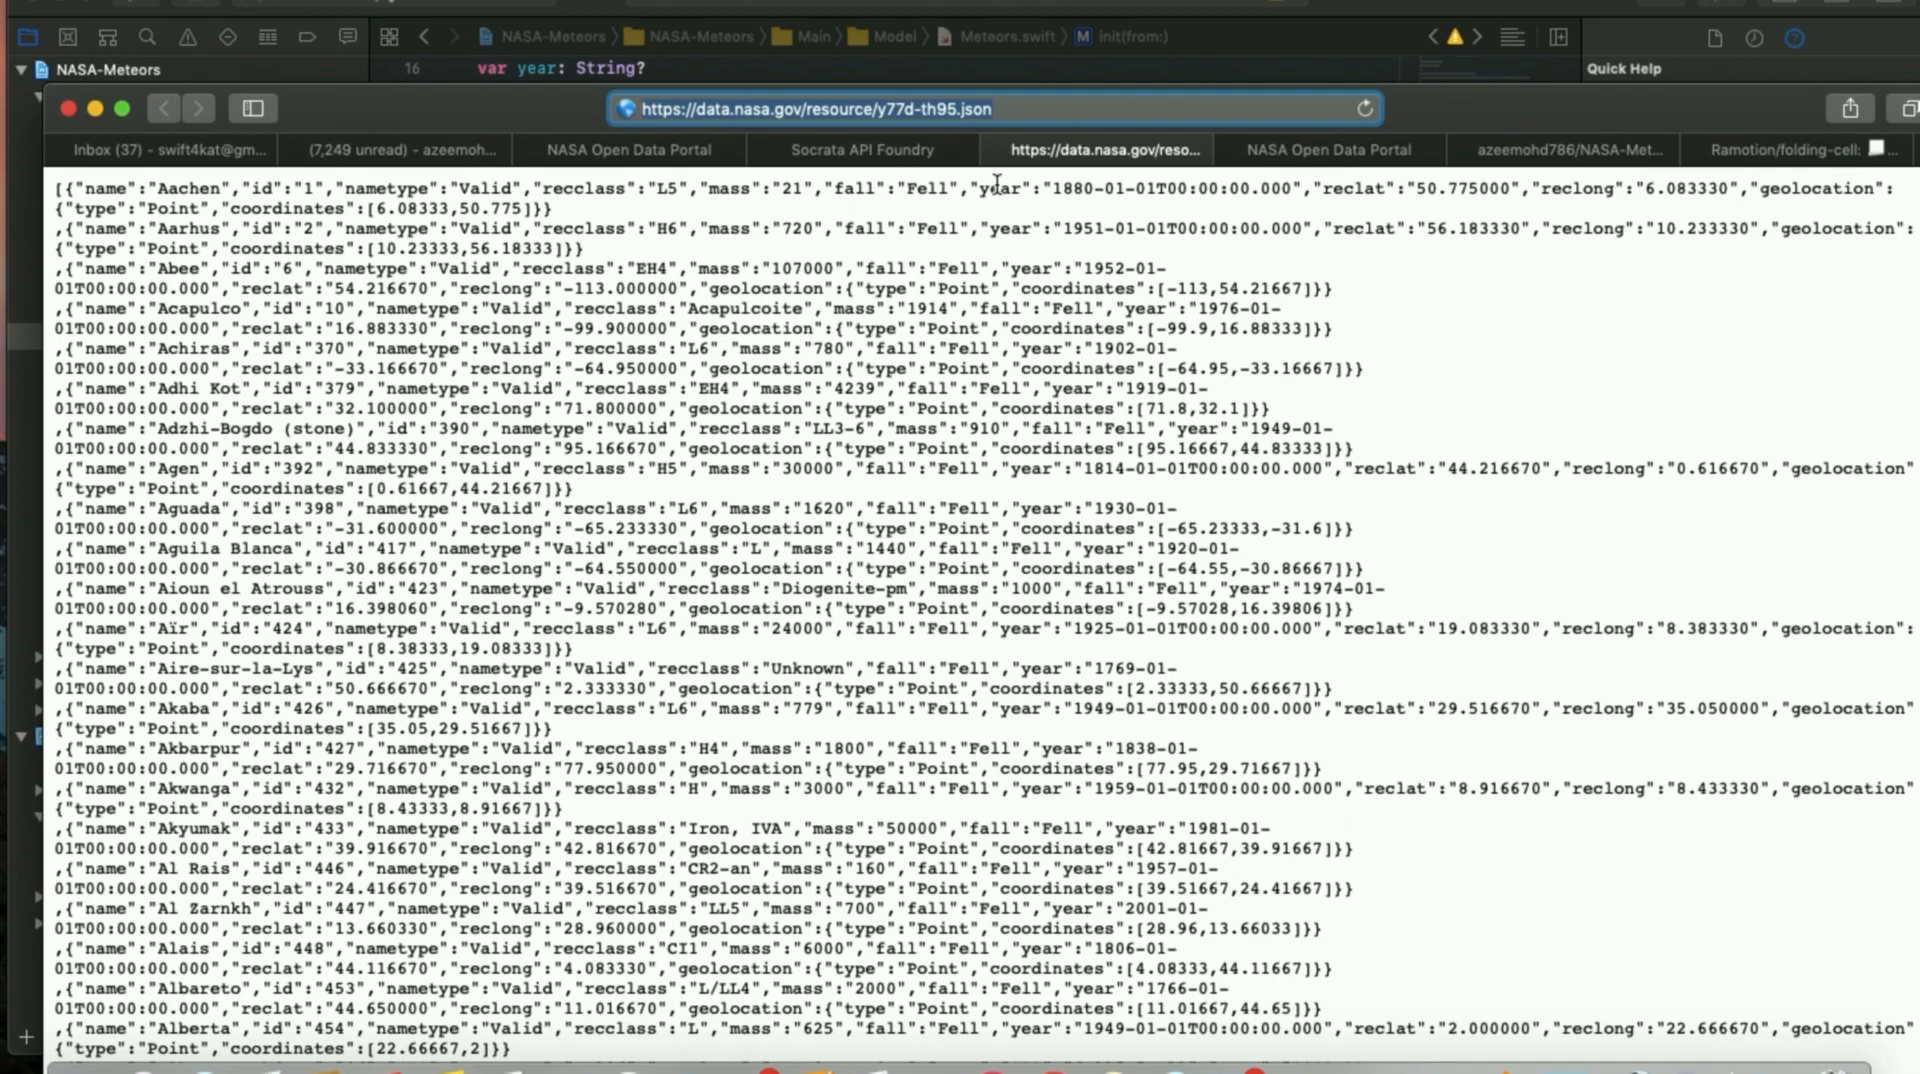 NASA-Meteors NASA-Meteors Main Model Meteors.swift M init(from:)
NASA-Meteors
16 var year: String?
Quick Help
https://data.nasa.gov/resource/y77d-th95.json
Inbox (37) - swift4kat@gm... (7,249 unread) - azeemoh... NASA Open Data Portal Socrata API Foundry https://data.nasa.gov/reso... NASA Open Data Portal azeemohd786/NASA-Met... Ramotion/folding-cell: ...
[{"name":"Aachen","id":"1","nametype":"Valid","recclass":"L5","mass":"21","fall":"Fell","year":"1880-01-01T00:00:00.000","reclat":"50.775000","reclong":"6.083330","geolocation":
{"type":"Point","coordinates":[6.08333,50.775]}}
,{"name":"Aarhus","id":"2","nametype":"Valid","recclass":"H6","mass":"720","fall":"Fell","year":"1951-01-01T00:00:00.000","reclat":"56.183330","reclong":"10.233330","geolocation":
{"type":"Point","coordinates":[10.23333,56.18333]}}
,{"name":"Abee","id":"6","nametype":"Valid","recclass":"EH4","mass":"107000","fall":"Fell","year":"1952-01-
01T00:00:00.000","reclat":"54.216670","reclong":"-113.000000","geolocation":{"type":"Point","coordinates":[-113,54.21667]}}
,{"name":"Acapulco","id":"10","nametype":"Valid","recclass":"Acapulcoite","mass":"1914","fall":"Fell","year":"1976-01-
01T00:00:00.000","reclat":"16.883330","reclong":"-99.900000","geolocation":{"type":"Point","coordinates":[-99.9,16.88333]}}
,{"name":"Achiras","id":"370","nametype":"Valid","recclass":"L6","mass":"780","fall":"Fell","year":"1902-01-
01T00:00:00.000","reclat":"-33.166670","reclong":"-64.950000","geolocation":{"type":"Point","coordinates":[-64.95,-33.16667]}}
,{"name":"Adhi Kot","id":"379","nametype":"Valid","recclass":"EH4","mass":"4239","fall":"Fell","year":"1919-01-
01T00:00:00.000","reclat":"32.100000","reclong":"71.800000","geolocation":{"type":"Point","coordinates":[71.8,32.1]}}
,{"name":"Adzhi-Bogdo (stone)","id":"390","nametype":"Valid","recclass":"LL3-6","mass":"910","fall":"Fell","year":"1949-01-
01T00:00:00.000","reclat":"44.833330","reclong":"95.166670","geolocation":{"type":"Point","coordinates":[95.16667,44.83333]}}
,{"name":"Agen","id":"392","nametype":"Valid","recclass":"H5","mass":"30000","fall":"Fell","year":"1814-01-01T00:00:00.000","reclat":"44.216670","reclong":"0.616670","geolocation"
{"type":"Point","coordinates":[0.61667,44.21667]}}
,{"name":"Aguada","id":"398","nametype":"Valid","recclass":"L6","mass":"1620","fall":"Fell","year":"1930-01-
01T00:00:00.000","reclat":"-31.600000","reclong":"-65.233330","geolocation":{"type":"Point","coordinates":[-65.23333,-31.6]}}
,{"name":"Aguila Blanca","id":"417","nametype":"Valid","recclass":"L","mass":"1440","fall":"Fell","year":"1920-01-
01T00:00:00.000","reclat":"-30.866670","reclong":"-64.550000","geolocation":{"type":"Point","coordinates":[-64.55,-30.86667]}}
,{"name":"Aioun el Atrouss","id":"423","nametype":"Valid","recclass":"Diogenite-pm","mass":"1000","fall":"Fell","year":"1974-01-
01T00:00:00.000","reclat":"16.398060","reclong":"-9.570280","geolocation":{"type":"Point","coordinates":[-9.57028,16.39806]}}
,{"name":"Aïr","id":"424","nametype":"Valid","recclass":"L6","mass":"24000","fall":"Fell","year":"1925-01-01T00:00:00.000","reclat":"19.083330","reclong":"8.383330","geolocation":
{"type":"Point","coordinates":[8.38333,19.08333]}}
,{"name":"Aire-sur-la-Lys","id":"425","nametype":"Valid","recclass":"Unknown","fall":"Fell","year":"1769-01-
01T00:00:00.000","reclat":"50.666670","reclong":"2.333330","geolocation":{"type":"Point","coordinates":[2.33333,50.66667]}}
,{"name":"Akaba","id":"426","nametype":"Valid","recclass":"L6","mass":"779","fall":"Fell","year":"1949-01-01T00:00:00.000","reclat":"29.516670","reclong":"35.050000","geolocation"
{"type":"Point","coordinates":[35.05,29.51667]}}
,{"name":"Akbarpur","id":"427","nametype":"Valid","recclass":"H4","mass":"1800","fall":"Fell","year":"1838-01-
01T00:00:00.000","reclat":"29.716670","reclong":"77.950000","geolocation":{"type":"Point","coordinates":[77.95,29.71667]}}
,{"name":"Akwanga","id":"432","nametype":"Valid","recclass":"H","mass":"3000","fall":"Fell","year":"1959-01-01T00:00:00.000","reclat":"8.916670","reclong":"8.433330","geolocation"
{"type":"Point","coordinates":[8.43333,8.91667]}}
,{"name":"Akyumak","id":"433","nametype":"Valid","recclass":"Iron, IVA","mass":"50000","fall":"Fell","year":"1981-01-
01T00:00:00.000","reclat":"39.916670","reclong":"42.816670","geolocation":{"type":"Point","coordinates":[42.81667,39.91667]}}
,{"name":"Al Rais","id":"446","nametype":"Valid","recclass":"CR2-an","mass":"160","fall":"Fell","year":"1957-01-
01T00:00:00.000","reclat":"24.416670","reclong":"39.516670","geolocation":{"type":"Point","coordinates":[39.51667,24.41667]}}
,{"name":"Al Zarnkh","id":"447","nametype":"Valid","recclass":"LL5","mass":"700","fall":"Fell","year":"2001-01-
01T00:00:00.000","reclat":"13.660330","reclong":"28.960000","geolocation":{"type":"Point","coordinates":[28.96,13.66033]}}
,{"name":"Alais","id":"448","nametype":"Valid","recclass":"CI1","mass":"6000","fall":"Fell","year":"1806-01-
01T00:00:00.000","reclat":"44.116670","reclong":"4.083330","geolocation":{"type":"Point","coordinates":[4.08333,44.11667]}}
,{"name":"Albareto","id":"453","nametype":"Valid","recclass":"L/LL4","mass":"2000","fall":"Fell","year":"1766-01-
01T00:00:00.000","reclat":"44.650000","reclong":"11.016670","geolocation":{"type":"Point","coordinates":[11.01667,44.65]}}
,{"name":"Alberta","id":"454","nametype":"Valid","recclass":"L","mass":"625","fall":"Fell","year":"1949-01-01T00:00:00.000","reclat":"2.000000","reclong":"22.666670","geolocation"
{"type":"Point","coordinates":[22.66667,2]}}